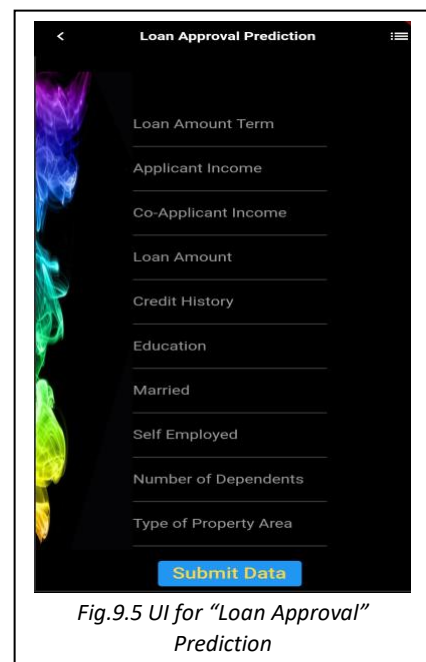 Loan Approval Prediction
Loan Amount Term
Applicant Income
Co-Applicant Income
Loan Amount
Credit History
Education
Married
Self Employed
Number of Dependents
Type of Property Area
Submit Data
Fig.9.5 UI for “Loan Approval”
Prediction